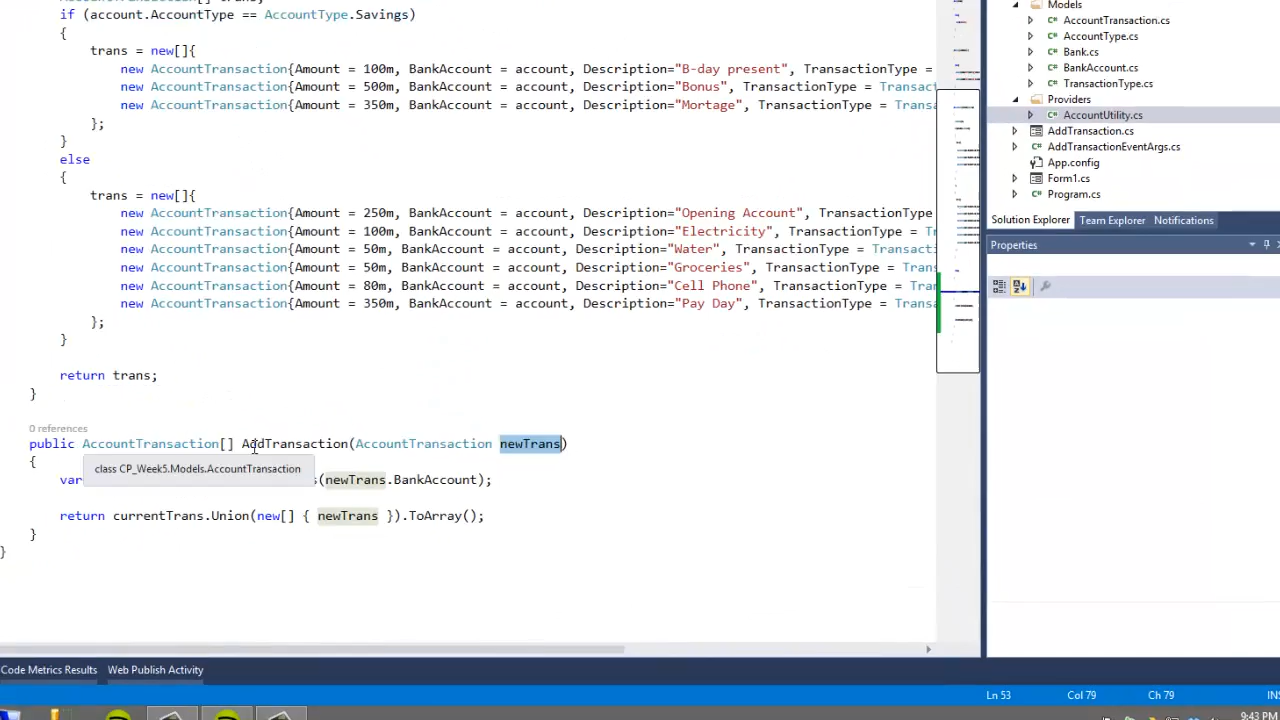 if (account.AccountType == AccountType.Savings)
{
trans = new[]{
new AccountTransaction{Amount = 100m, BankAccount = account, Description="B-day present", TransactionType =
new AccountTransaction{Amount = 500m, BankAccount = account, Description="Bonus", TransactionType = Transact
new AccountTransaction{Amount = 350m, BankAccount = account, Description="Mortage", TransactionType = Transa
};
}
else
{
trans = new[]{
new AccountTransaction{Amount = 250m, BankAccount = account, Description="Opening Account", TransactionType
new AccountTransaction{Amount = 100m, BankAccount = account, Description="Electricity", TransactionType = Tr
new AccountTransaction{Amount = 50m, BankAccount = account, Description="Water", TransactionType = Transacti
new AccountTransaction{Amount = 50m, BankAccount = account, Description="Groceries", TransactionType = Trans
new AccountTransaction{Amount = 80m, BankAccount = account, Description="Cell Phone", TransactionType = Tran
new AccountTransaction{Amount = 350m, BankAccount = account, Description="Pay Day", TransactionType = Transa
};
}
return trans;
}
0 references
public AccountTransaction[] AddTransaction(AccountTransaction newTrans)
{
class CP_Week5.Models.AccountTransaction
var s(newTrans.BankAccount);
return currentTrans.Union(new[] { newTrans }).ToArray();
}
}
Models
AccountTransaction.cs
AccountType.cs
Bank.cs
BankAccount.cs
TransactionType.cs
Providers
AccountUtility.cs
AddTransaction.cs
AddTransactionEventArgs.cs
App.config
Form1.cs
Program.cs
Solution Explorer Team Explorer Notifications
Properties
Code Metrics Results Web Publish Activity
Ln 53 Col 79 Ch 79 INS
9:43 PM